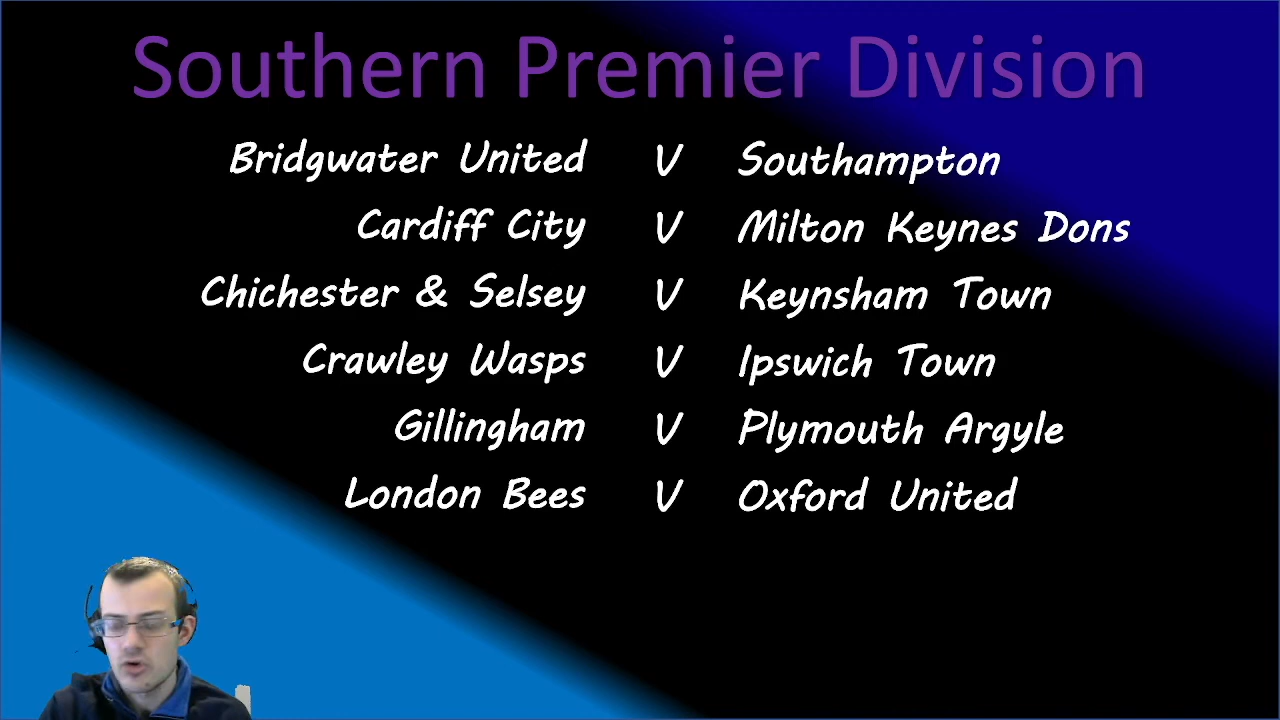 Southern Premier Division
Bridgwater United V Southampton
Cardiff City V Milton Keynes Dons
Chichester & Selsey V Keynsham Town
Crawley Wasps V Ipswich Town
Gillingham V Plymouth Argyle
London Bees V Oxford United